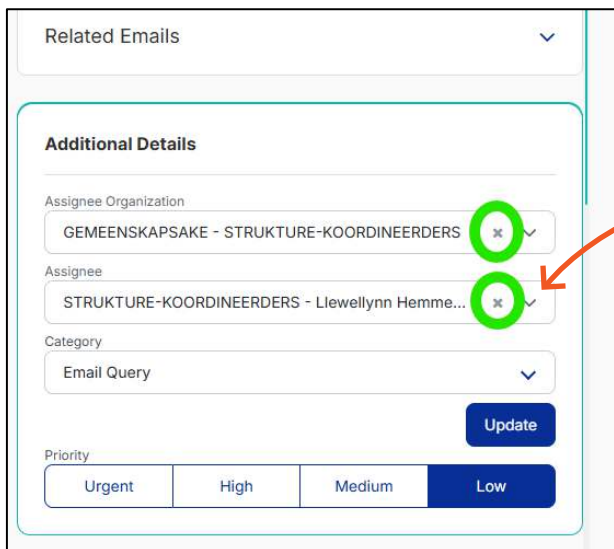 Related Emails
Additional Details
Assignee Organization
GEMEENSKAPSAKE - STRUKTURE-KOORDINEERDERS
Assignee
STRUKTURE-KOORDINEERDERS - Llewellynn Hemme...
Category
Email Query
Update
Priority
Urgent High Medium Low